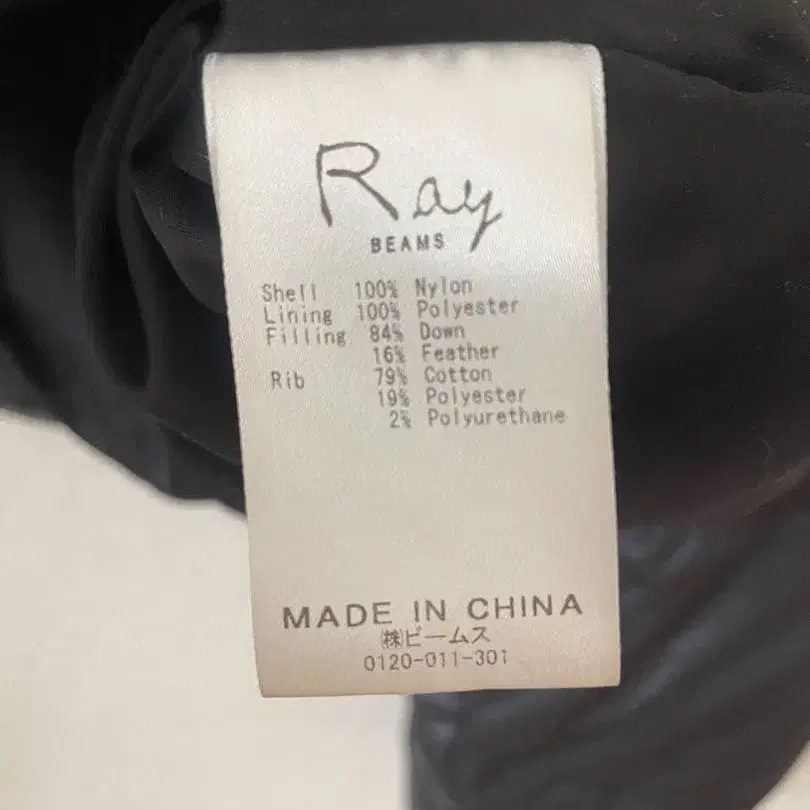 Ray
BEAMS
Shell 100% Nylon
Lining 100% Polyester
Filling 84% Down
16% Feather
Rib 79% Cotton
19% Polyester
2% Polyurethane
MADE IN CHINA
㈱ビームス
0120-011-301